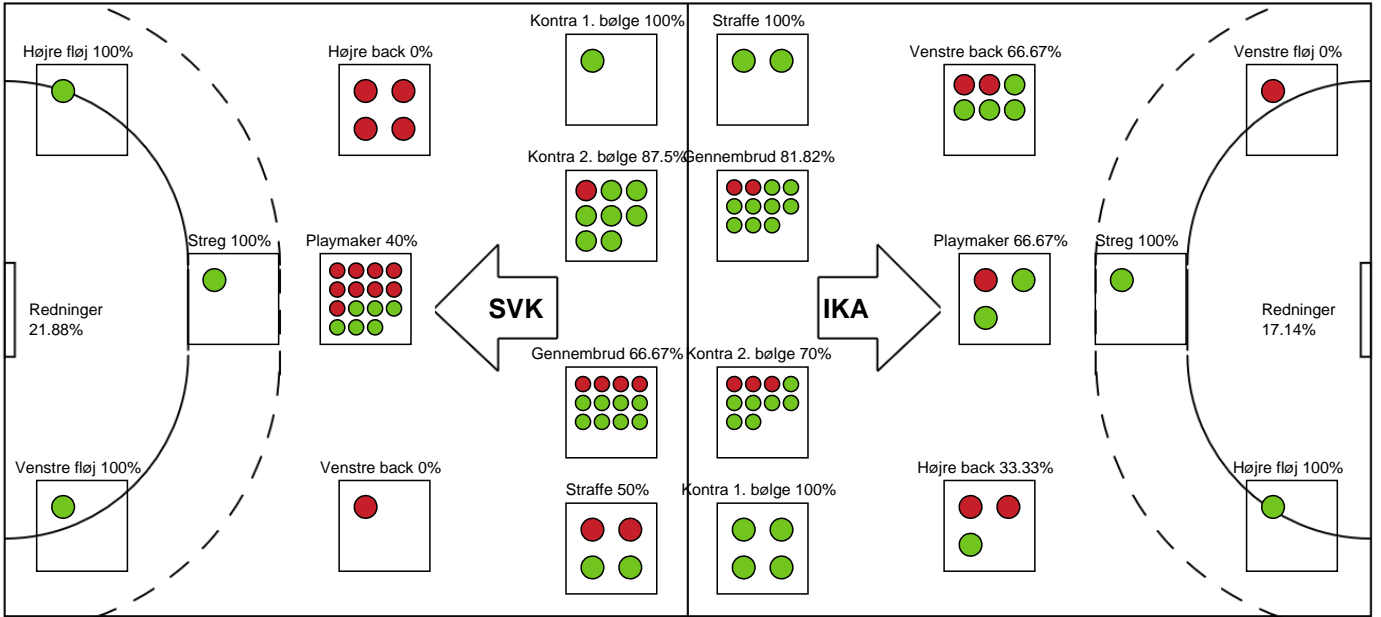 Kontra 1. bølge 100%
Straffe 100%
Højre fløj 100%
Højre back 0%
Venstre back 66.67%
Venstre fløj 0%
Kontra 2. bølge 87.5%
Gennembrud 81.82%
Streg 100%
Playmaker 40%
Playmaker 66.67%
Streg 100%
Redninger
21.88%
SVK
IKA
Redninger
17.14%
Gennembrud 66.67%
Kontra 2. bølge 70%
Venstre fløj 100%
Venstre back 0%
Højre back 33.33%
Højre fløj 100%
Straffe 50%
Kontra 1. bølge 100%